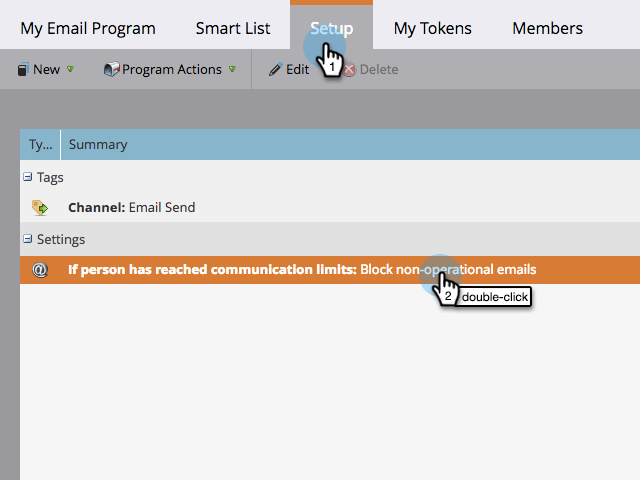 My Email Program Smart List Setup My Tokens Members
New Program Actions Edit Delete
1
Ty... Summary
Tags
Channel: Email Send
Settings
@ If person has reached communication limits: Block non-operational emails
2 double-click